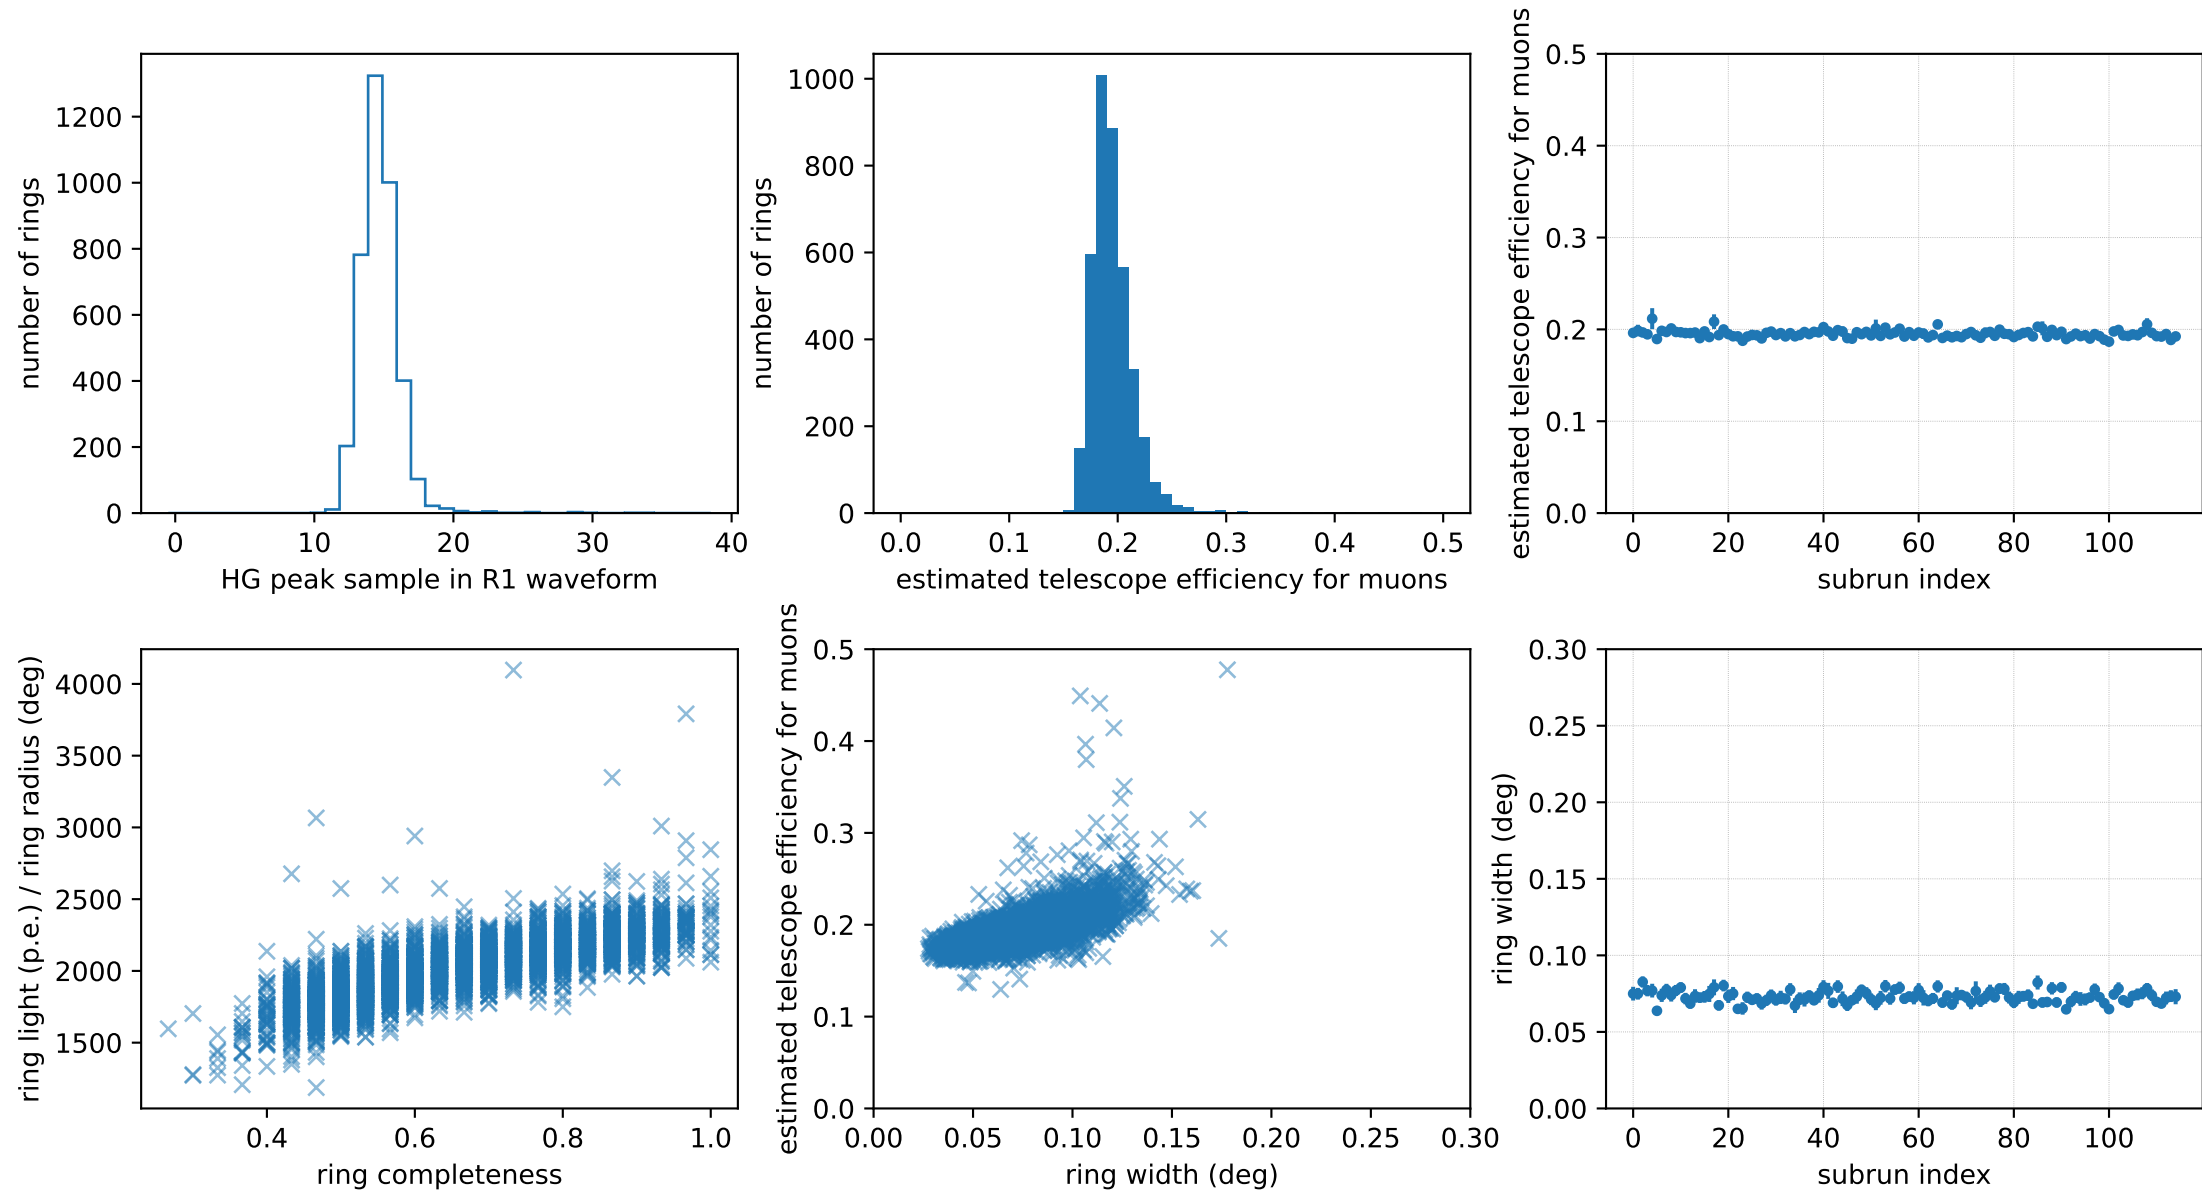 number of rings
1200
1000
800
600
400
200
0
0 10 20 30 40
HG peak sample in R1 waveform
number of rings
1000
800
600
400
200
0
0.0 0.1 0.2 0.3 0.4 0.5
estimated telescope efficiency for muons
estimated telescope efficiency for muons
0.5
0.4
0.3
0.2
0.1
0.0
0 20 40 60 80 100
subrun index
ring light (p.e.) / ring radius (deg)
4000
3500
3000
2500
2000
1500
0.4 0.6 0.8 1.0
ring completeness
estimated telescope efficiency for muons
0.5
0.4
0.3
0.2
0.1
0.0
0.00 0.05 0.10 0.15 0.20 0.25 0.30
ring width (deg)
ring width (deg)
0.30
0.25
0.20
0.15
0.10
0.05
0.00
0 20 40 60 80 100
subrun index